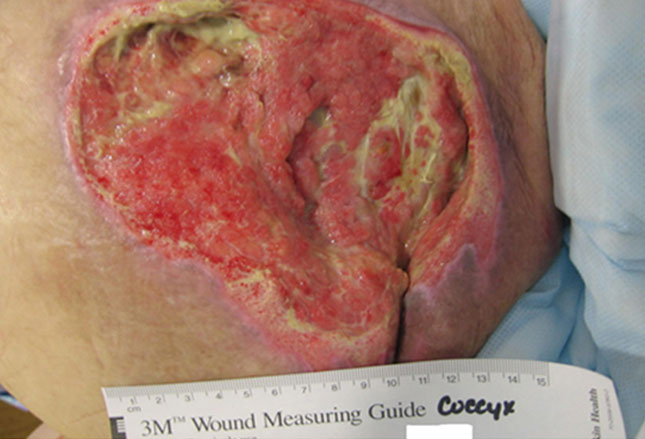 1 2 3 4 5 6 7 8 9 10 11 12 13 14 15
cm
3M™ Wound Measuring Guide Coccyx